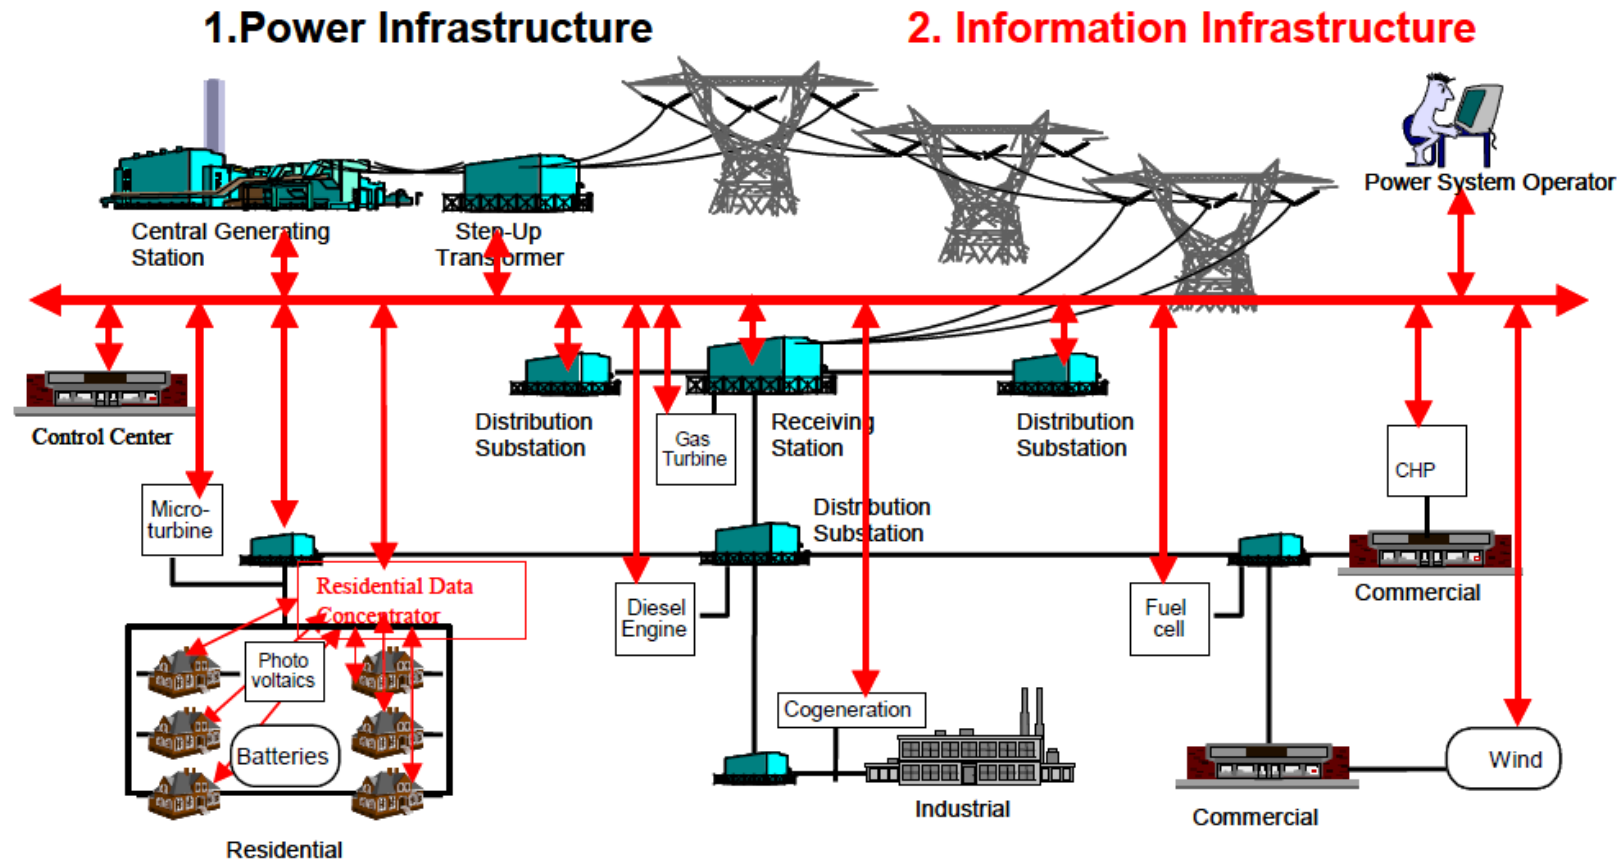 1.Power Infrastructure
2. Information Infrastructure
Power System Operator
Central Generating
Station
Step-Up
Transformer
Control Center
Distribution
Substation
Gas
Turbine
Receiving
Station
Distribution
Substation
CHP
Micro-
turbine
Distribution
Substation
Residential Data
Concentrator
Diesel
Engine
Fuel
cell
Commercial
Photo
voltaics
Batteries
Cogeneration
Wind
Industrial
Commercial
Residential